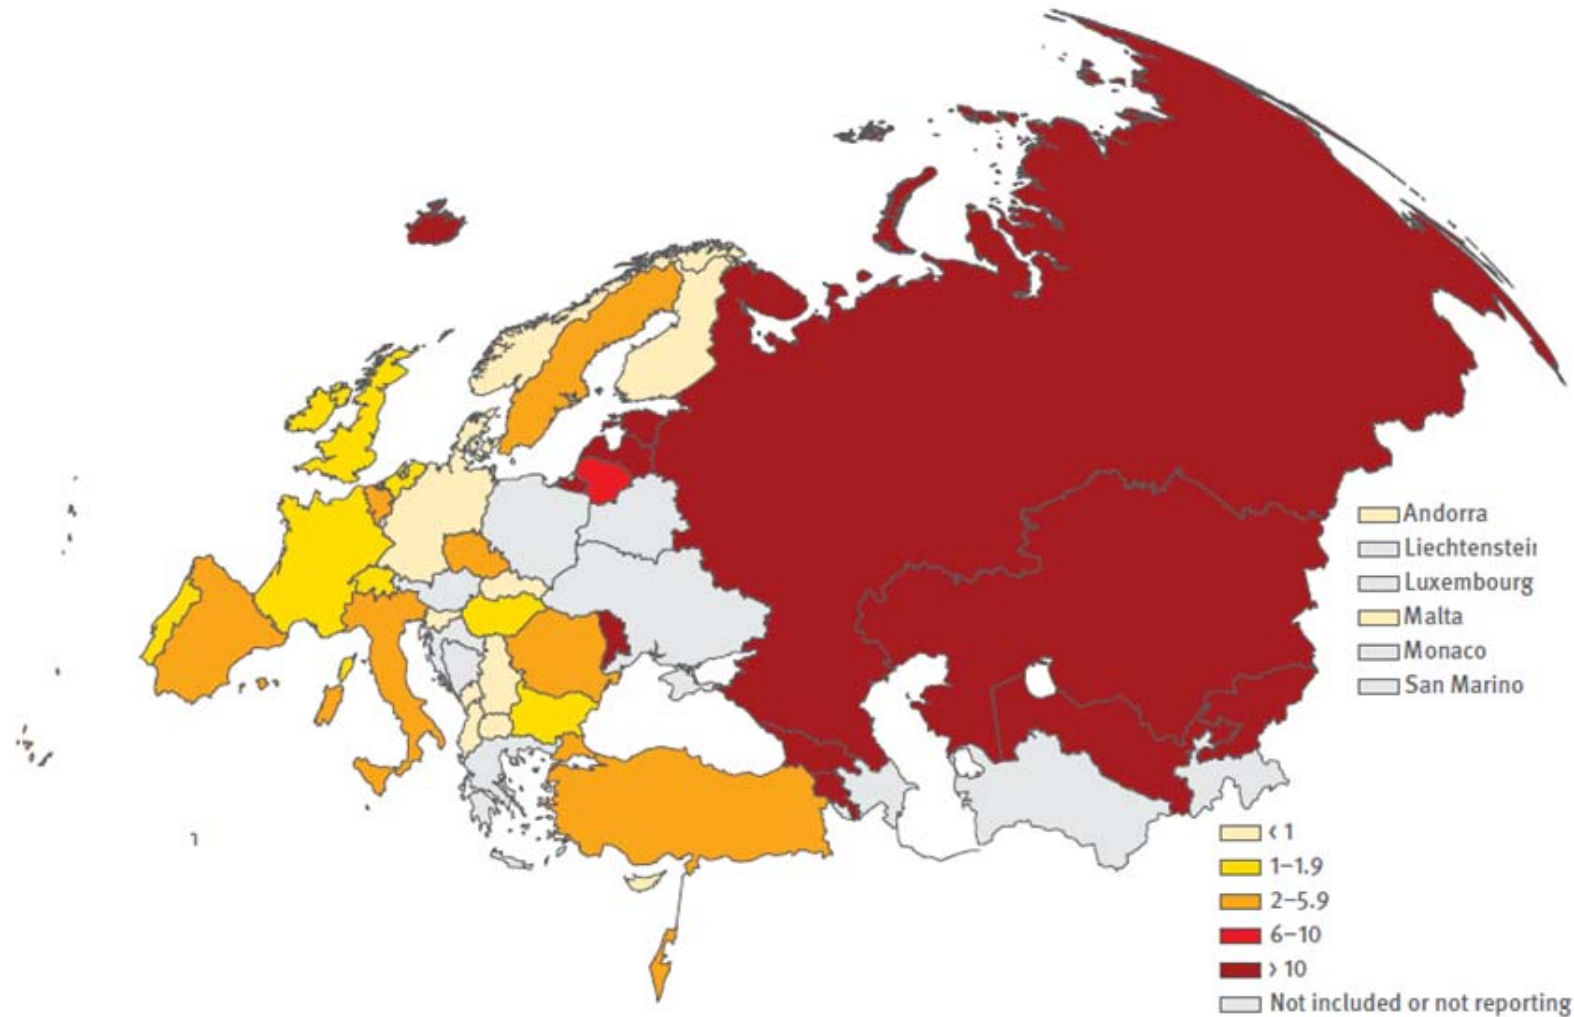 Andorra
Liechtenstei
Luxembourg
Malta
Monaco
San Marino
< 1
1–1.9
2–5.9
6–10
> 10
Not included or not reporting